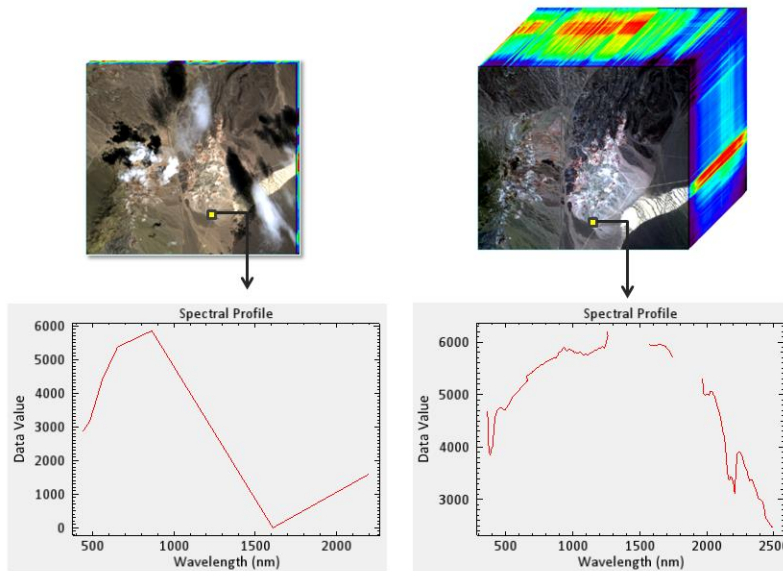 Spectral Profile
6000
5000
4000
3000
2000
1000
0
Data Value
500 1000 1500 2000
Wavelength (nm)
Spectral Profile
6000
5000
4000
3000
Data Value
500 1000 1500 2000 2500
Wavelength (nm)